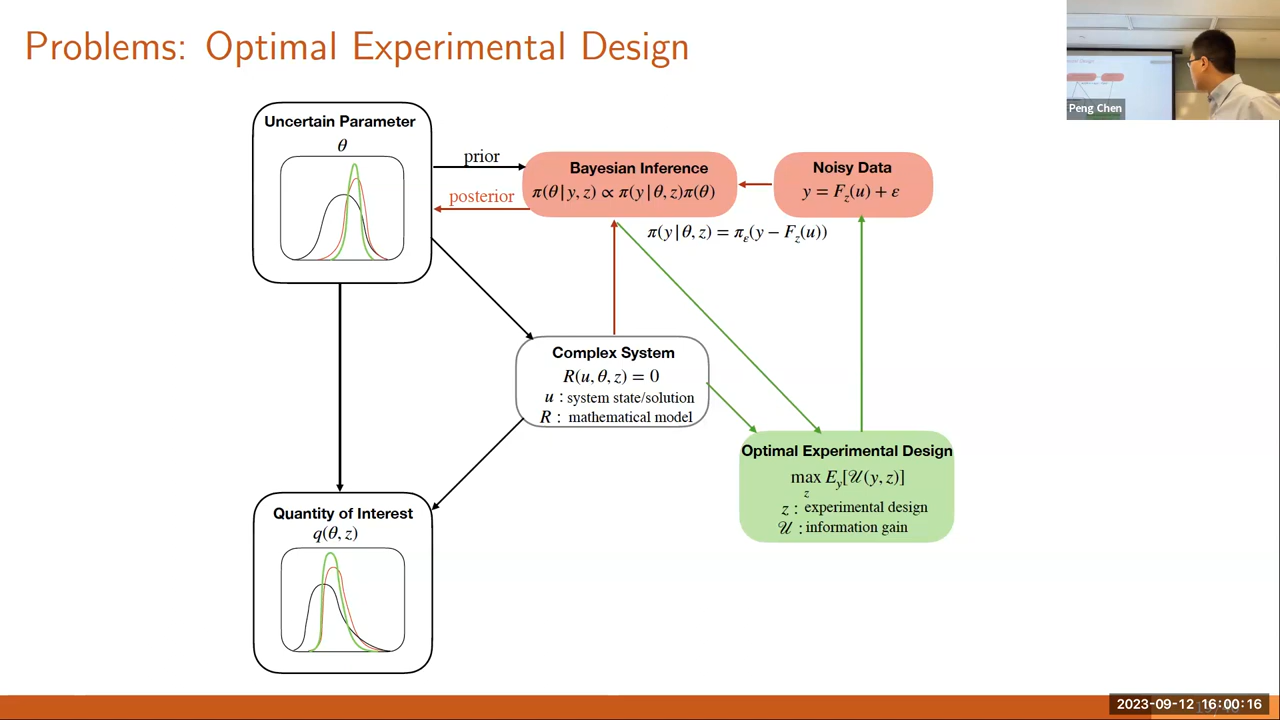 Problems: Optimal Experimental Design
Peng Chen
Uncertain Parameter
θ
prior
posterior
Bayesian Inference
π(θ|y, z) ∝ π(y|θ, z)π(θ)
Noisy Data
y = F_z(u) + ε
π(y|θ, z) = π_ε(y − F_z(u))
Complex System
R(u, θ, z) = 0
u : system state/solution
R : mathematical model
Optimal Experimental Design
max_z E_y[𝒰(y, z)]
z : experimental design
𝒰 : information gain
Quantity of Interest
q(θ, z)
2023-09-12 16:00:16